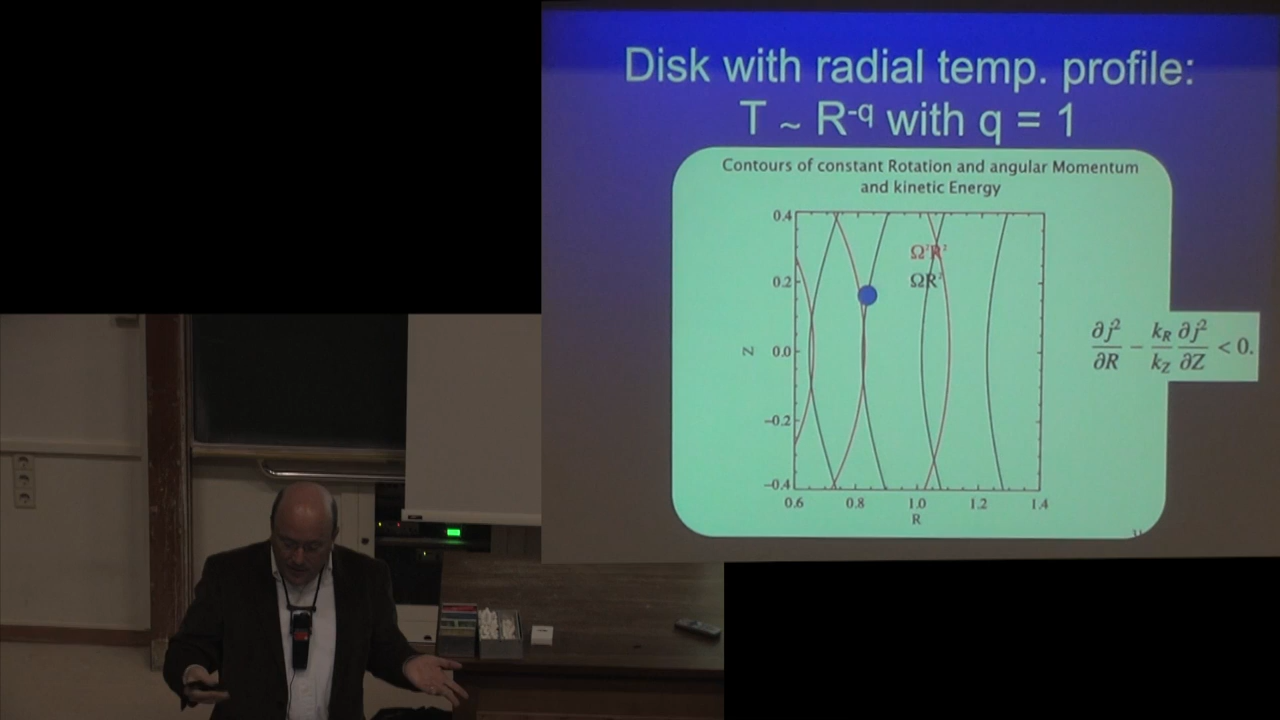 Disk with radial temp. profile:
T ~ R-q with q = 1
Contours of constant Rotation and angular Momentum
and kinetic Energy
0.4
0.2
0.0
-0.2
-0.4
Z
Ω²R²
ΩR²
0.6 0.8 1.0 1.2 1.4
R
∂j²/∂R − k_R/k_Z ∂j²/∂Z < 0.